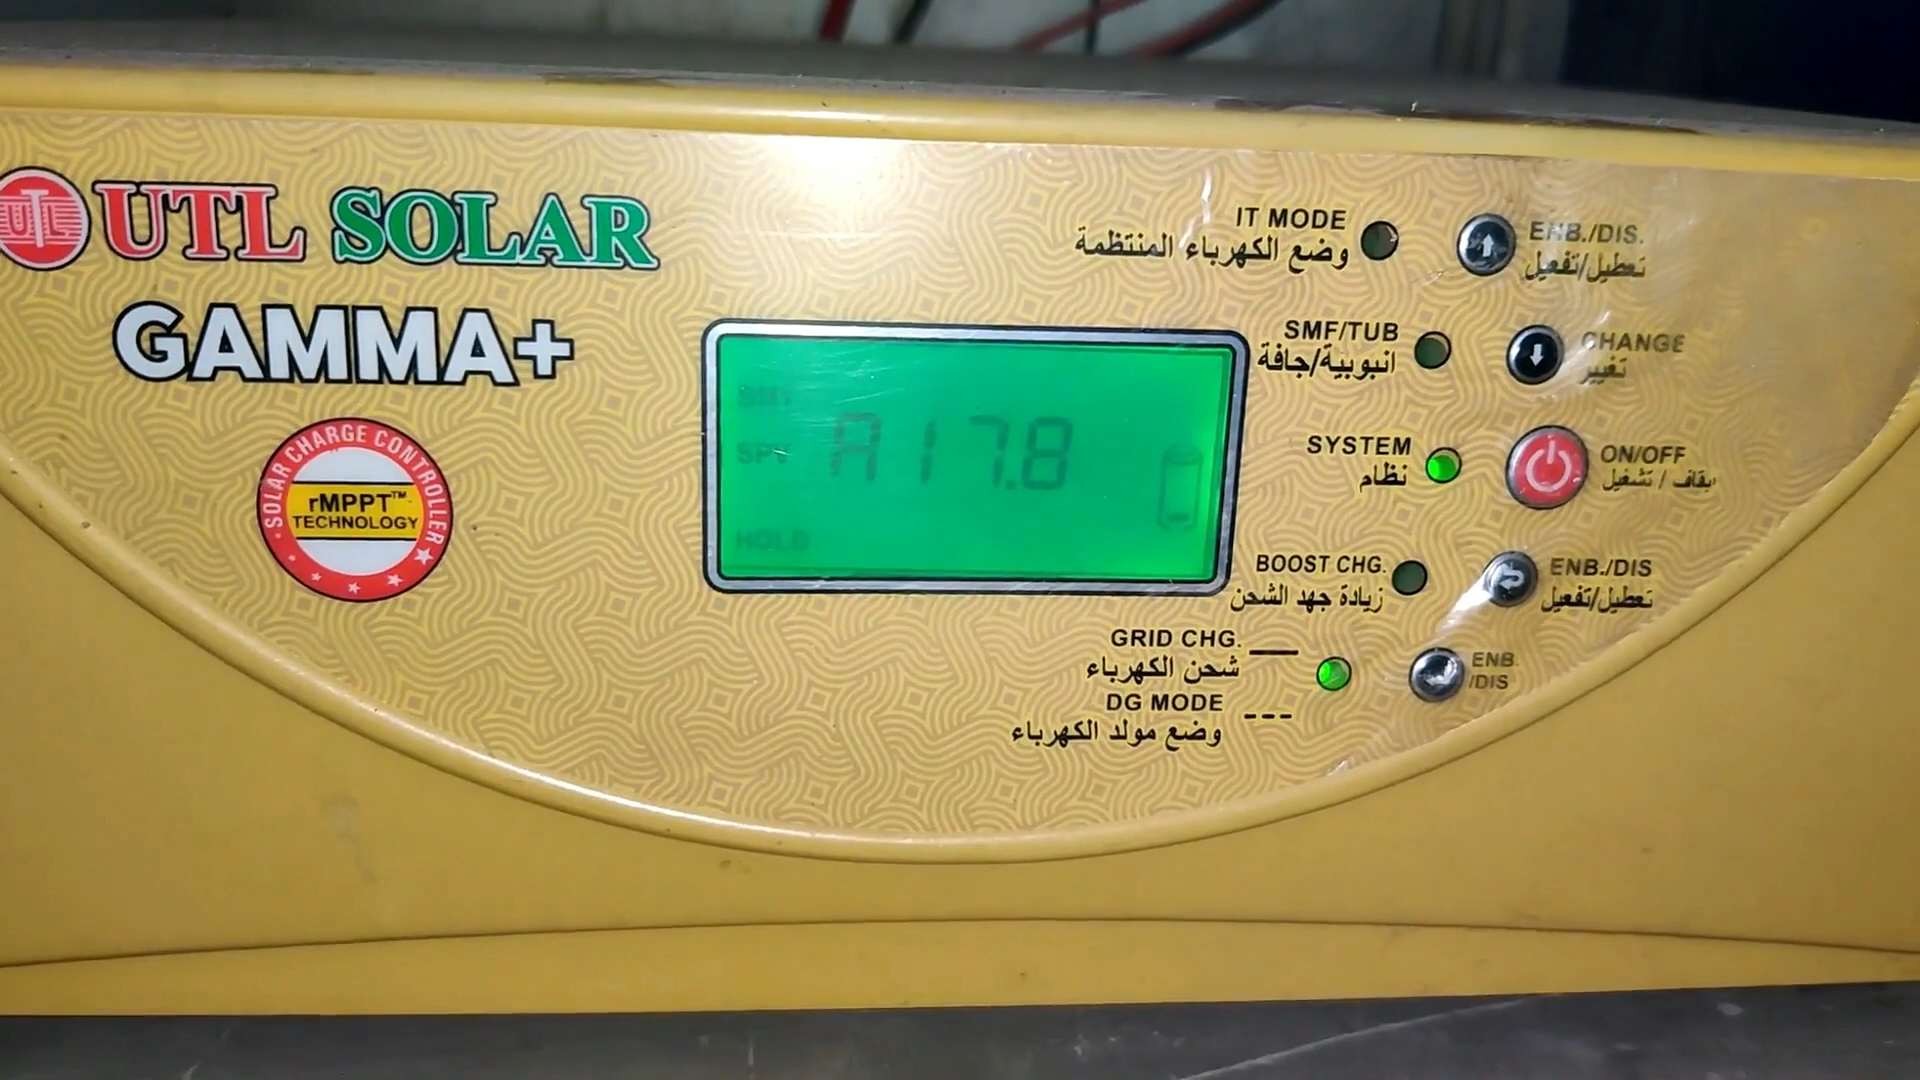 UTL
UTL SOLAR
GAMMA+
SOLAR CHARGE CONTROLLER
rMPPT™
TECHNOLOGY
SPV
A17.8
HOLD
IT MODE
وضع الكهرباء المنتظمة
ENB./DIS.
تعطيل/تفعيل
SMF/TUB
انبوبية/جافة
CHANGE
تغيير
SYSTEM
نظام
ON/OFF
ايقاف / تشغيل
BOOST CHG.
زيادة جهد الشحن
ENB./DIS
تعطيل/تفعيل
GRID CHG.
شحن الكهرباء
DG MODE
وضع مولد الكهرباء
ENB.
/DIS